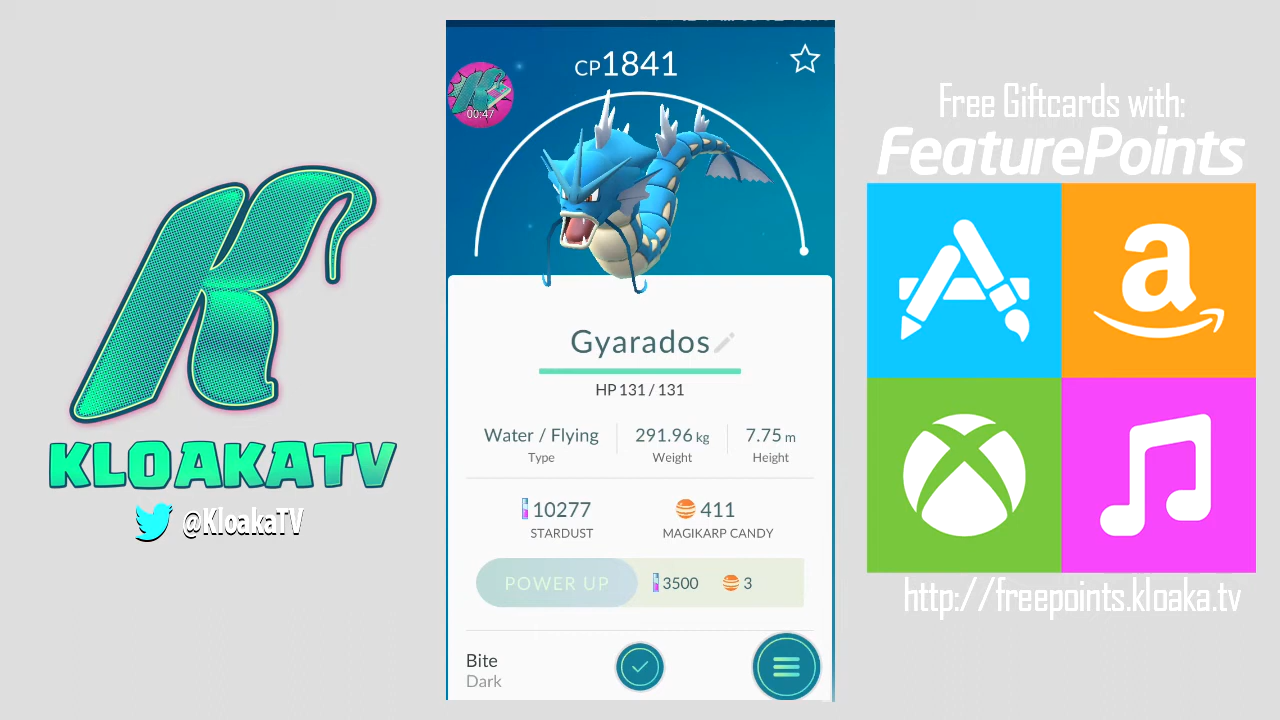 KLOAKATV
@KloakaTV
CP1841
00:47
Gyarados
HP 131 / 131
Water / Flying
Type
291.96 kg
Weight
7.75 m
Height
10277
STARDUST
411
MAGIKARP CANDY
POWER UP
3500
3
Bite
Dark
Free Giftcards with:
FeaturePoints
a
http://freepoints.kloaka.tv